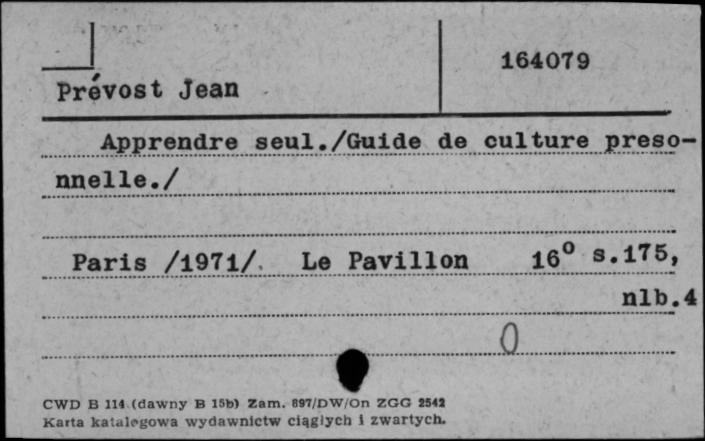 164079
Prévost Jean
Apprendre seul./Guide de culture preso-
nnelle./
Paris /1971/. Le Pavillon 16° s.175,
nlb.4
0
CWD B 114 (dawny B 15b) Zam. 897/DW/On ZGG 2542
Karta katalogowa wydawnictw ciągłych i zwartych.